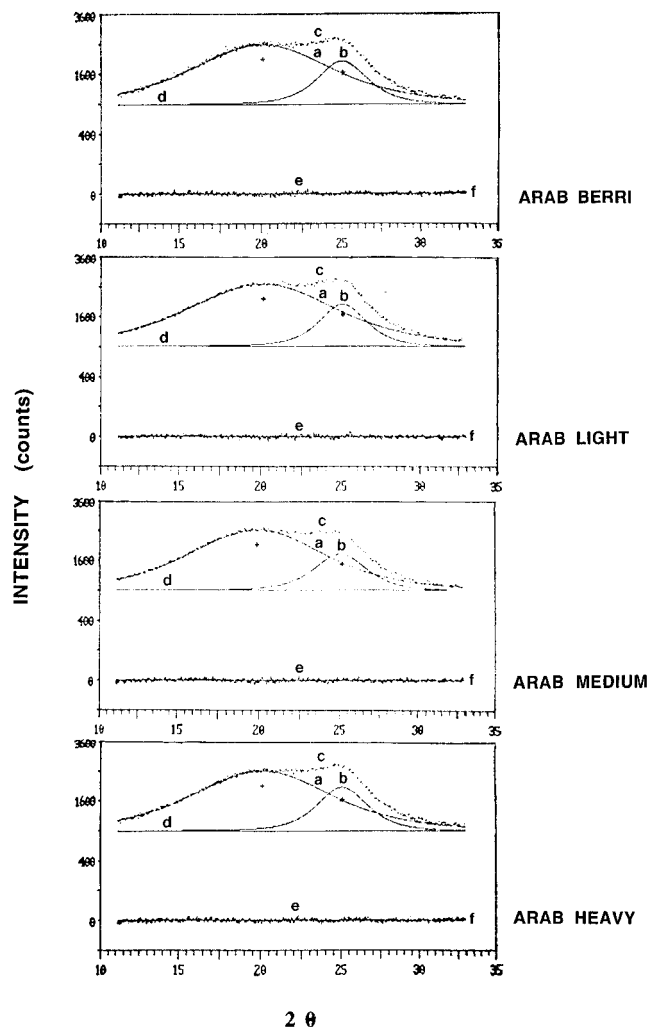 3600
c
a
b
1600
d
400
e
0
f
ARAB BERRI
10
15
20
25
30
35
3600
c
a
b
1600
d
400
e
0
f
ARAB LIGHT
10
15
20
25
30
35
INTENSITY (counts)
3600
c
a
b
1600
d
400
e
0
f
ARAB MEDIUM
10
15
20
25
30
35
3600
c
a
b
1600
d
400
e
0
f
ARAB HEAVY
10
15
20
25
30
35
2 θ